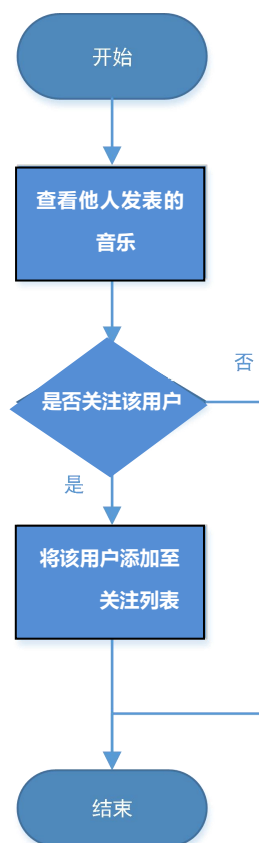 开始
查看他人发表的
音乐
是否关注该用户
否
是
将该用户添加至
关注列表
结束